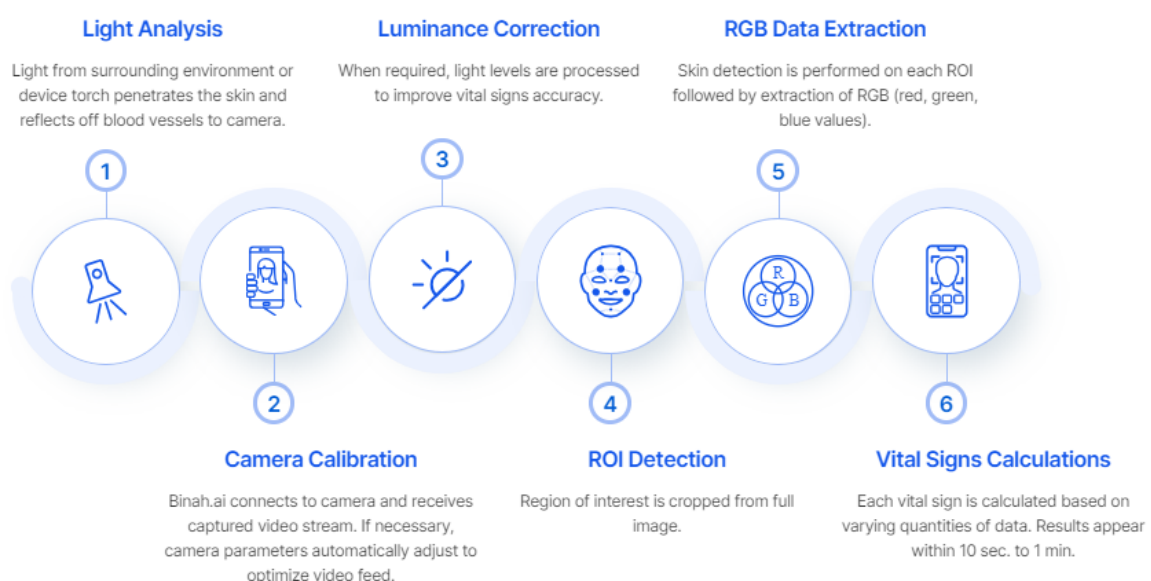 Light Analysis
Light from surrounding environment or
device torch penetrates the skin and
reflects off blood vessels to camera.
1
2
Camera Calibration
Binah.ai connects to camera and receives
captured video stream. If necessary,
camera parameters automatically adjust to
optimize video feed.
Luminance Correction
When required, light levels are processed
to improve vital signs accuracy.
3
4
ROI Detection
Region of interest is cropped from full
image.
RGB Data Extraction
Skin detection is performed on each ROI
followed by extraction of RGB (red, green,
blue values).
5
R
G B
6
Vital Signs Calculations
Each vital sign is calculated based on
varying quantities of data. Results appear
within 10 sec. to 1 min.